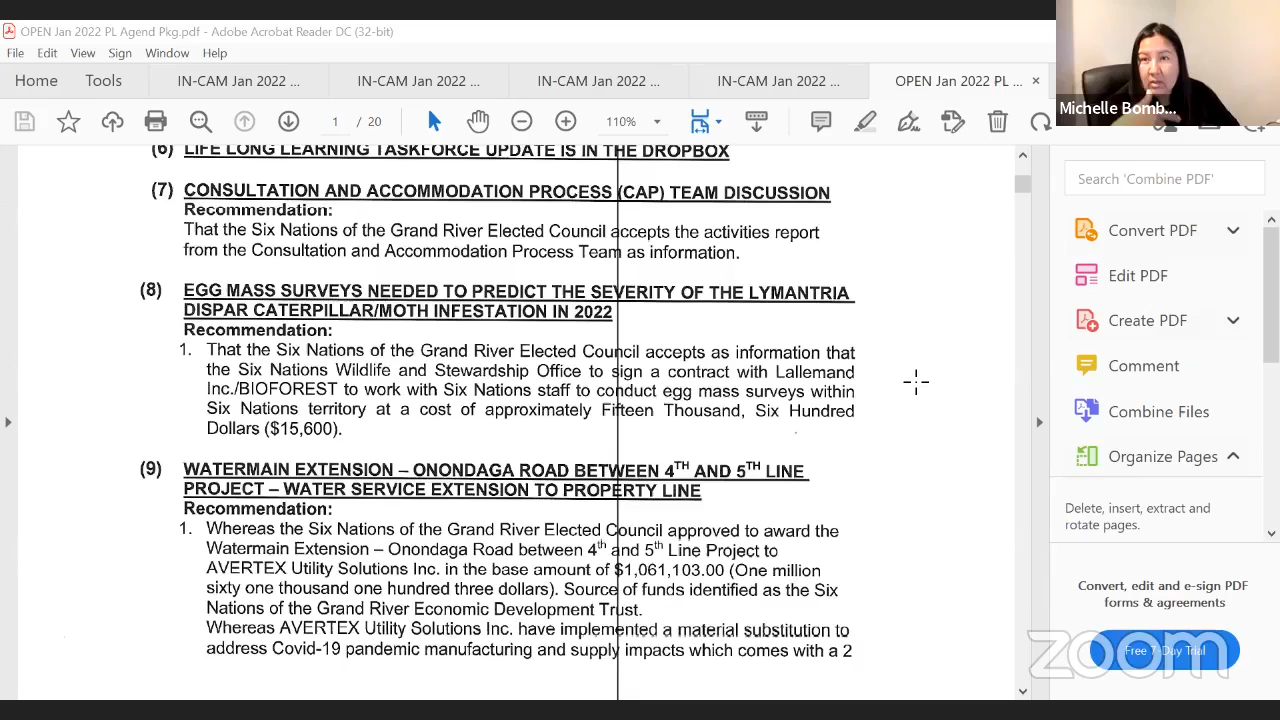 OPEN Jan 2022 PL Agend Pkg.pdf - Adobe Acrobat Reader DC (32-bit)
File Edit View Sign Window Help
Home Tools IN-CAM Jan 2022 ... IN-CAM Jan 2022 ... IN-CAM Jan 2022 ... IN-CAM Jan 2022 ... OPEN Jan 2022 PL ... ×
Michelle Bomb...
1 / 20 110%
(6) LIFE LONG LEARNING TASKFORCE UPDATE IS IN THE DROPBOX
(7) CONSULTATION AND ACCOMMODATION PROCESS (CAP) TEAM DISCUSSION
Recommendation:
That the Six Nations of the Grand River Elected Council accepts the activities report
from the Consultation and Accommodation Process Team as information.
(8) EGG MASS SURVEYS NEEDED TO PREDICT THE SEVERITY OF THE LYMANTRIA
DISPAR CATERPILLAR/MOTH INFESTATION IN 2022
Recommendation:
1. That the Six Nations of the Grand River Elected Council accepts as information that
the Six Nations Wildlife and Stewardship Office to sign a contract with Lallemand
Inc./BIOFOREST to work with Six Nations staff to conduct egg mass surveys within
Six Nations territory at a cost of approximately Fifteen Thousand, Six Hundred
Dollars ($15,600).
(9) WATERMAIN EXTENSION – ONONDAGA ROAD BETWEEN 4TH AND 5TH LINE
PROJECT – WATER SERVICE EXTENSION TO PROPERTY LINE
Recommendation:
1. Whereas the Six Nations of the Grand River Elected Council approved to award the
Watermain Extension – Onondaga Road between 4th and 5th Line Project to
AVERTEX Utility Solutions Inc. in the base amount of $1,061,103.00 (One million
sixty one thousand one hundred three dollars). Source of funds identified as the Six
Nations of the Grand River Economic Development Trust.
Whereas AVERTEX Utility Solutions Inc. have implemented a material substitution to
address Covid-19 pandemic manufacturing and supply impacts which comes with a 2
Search 'Combine PDF'
Convert PDF
Edit PDF
Create PDF
Comment
Combine Files
Organize Pages
Delete, insert, extract and
rotate pages.
Convert, edit and e-sign PDF
forms & agreements
Free 7-Day Trial
zoom